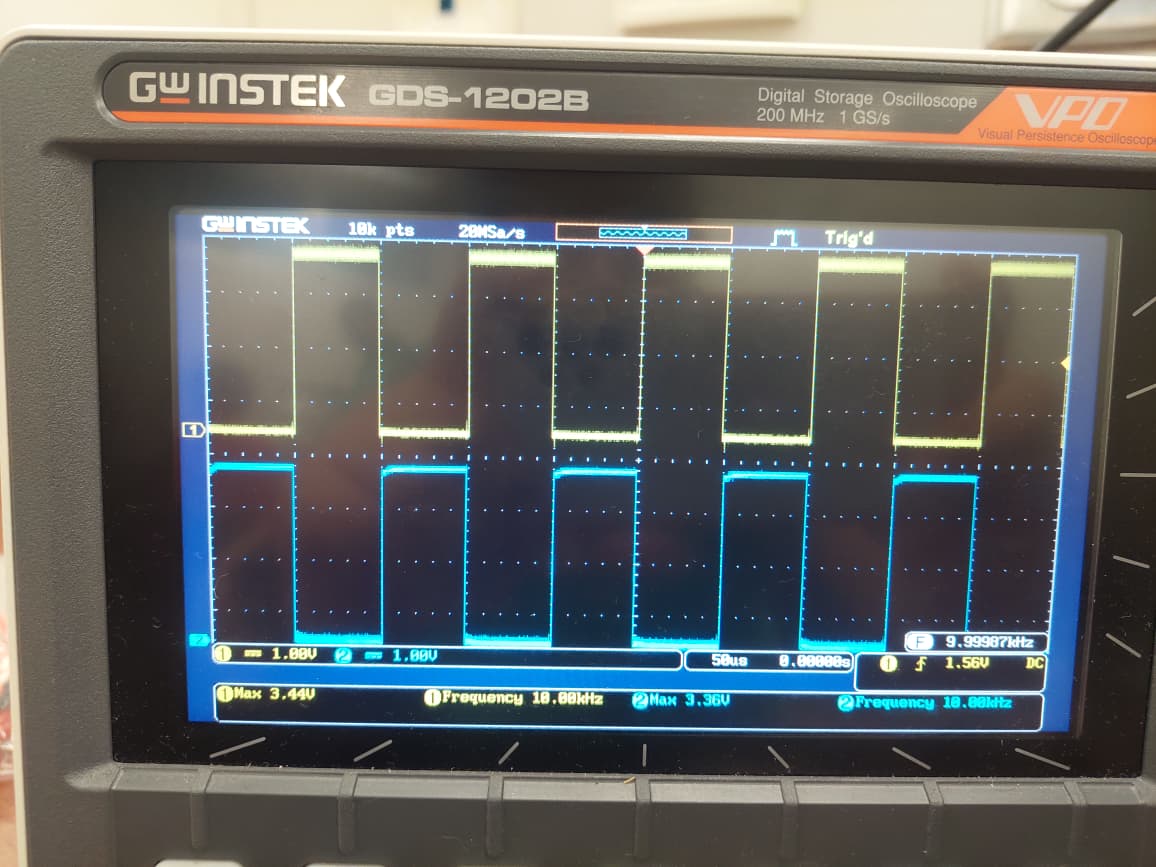 GW INSTEK GDS-1202B
Digital Storage Oscilloscope
200 MHz 1 GS/s
VPO
Visual Persistence Oscilloscope
GW INSTEK 10k pts 20MSa/s Trig'd
1
2
F 9.99987kHz
1 1.00V 2 1.00V 50us 0.00000s 1 1.56V DC
1 Max 3.44V 1 Frequency 10.00kHz 2 Max 3.36V 2 Frequency 10.00kHz